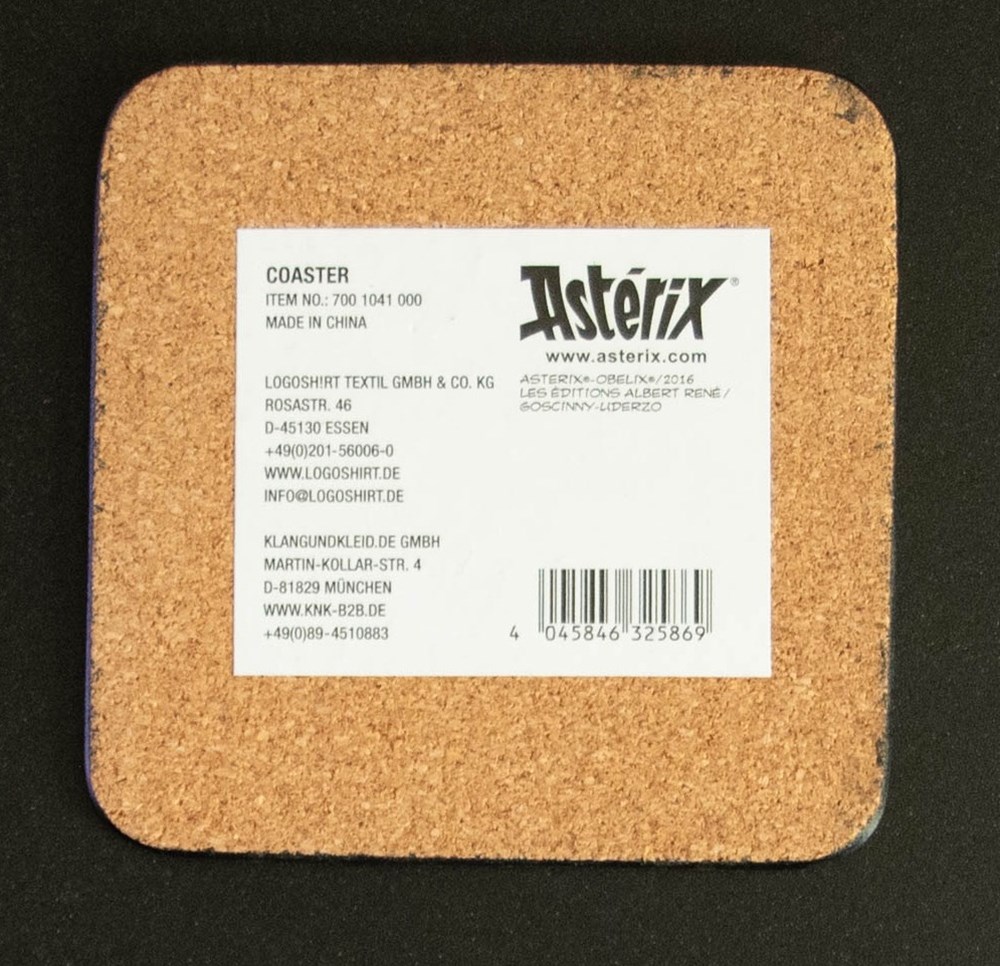 COASTER
ITEM NO.: 700 1041 000
MADE IN CHINA
LOGOSH!RT TEXTIL GMBH & CO. KG
ROSASTR. 46
D-45130 ESSEN
+49(0)201-56006-0
WWW.LOGOSHIRT.DE
INFO@LOGOSHIRT.DE
KLANGUNDKLEID.DE GMBH
MARTIN-KOLLAR-STR. 4
D-81829 MÜNCHEN
WWW.KNK-B2B.DE
+49(0)89-4510883
Astérix®
www.asterix.com
ASTERIX®-OBELIX®/2016
LES ÉDITIONS ALBERT RENÉ/
GOSCINNY-UDERZO
4 045846 325869